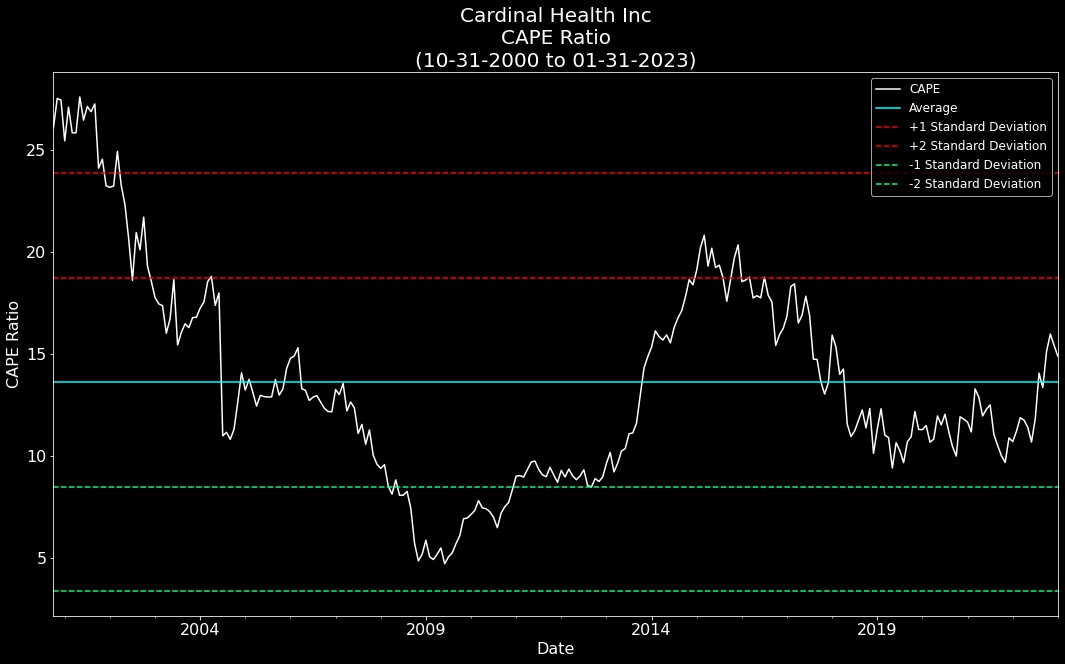 Cardinal Health Inc
CAPE Ratio
(10-31-2000 to 01-31-2023)
CAPE
Average
+1 Standard Deviation
+2 Standard Deviation
-1 Standard Deviation
-2 Standard Deviation
CAPE Ratio
25
20
15
10
5
2004
2009
2014
2019
Date